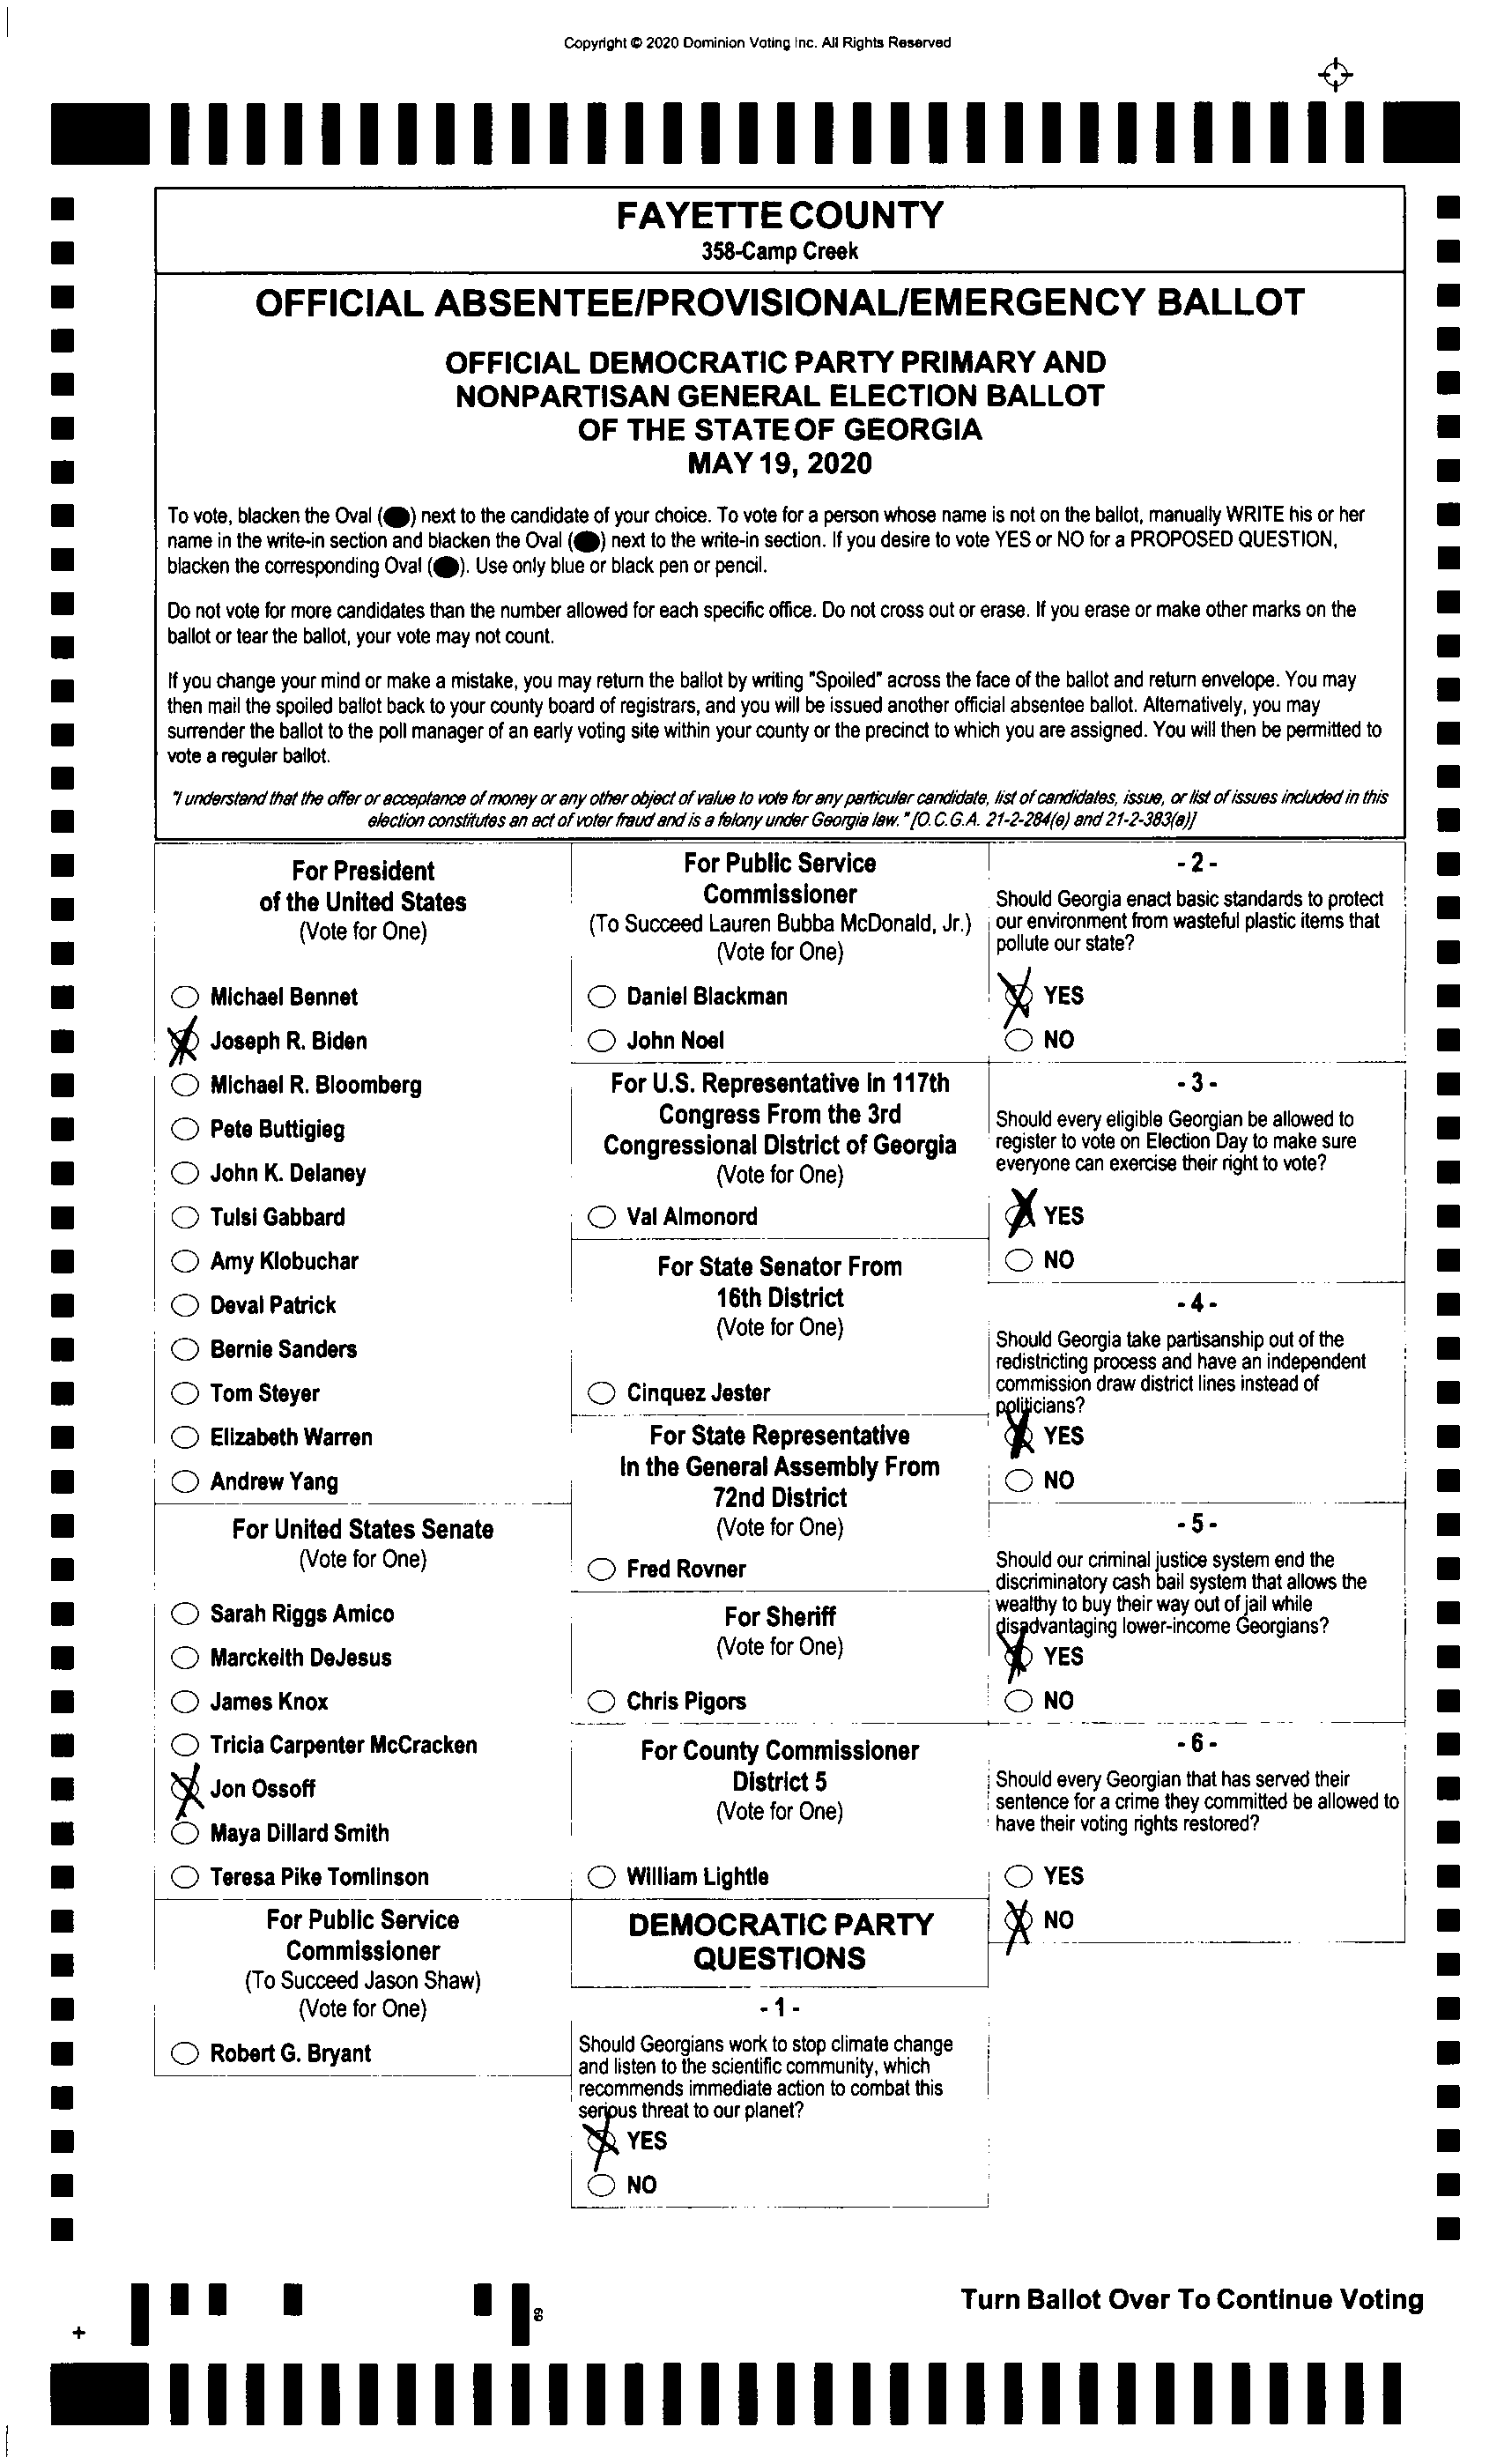 Copyright © 2020 Dominion Voting Inc. All Rights Reserved
FAYETTE COUNTY
358-Camp Creek
OFFICIAL ABSENTEE/PROVISIONAL/EMERGENCY BALLOT
OFFICIAL DEMOCRATIC PARTY PRIMARY AND
NONPARTISAN GENERAL ELECTION BALLOT
OF THE STATE OF GEORGIA
MAY 19, 2020
To vote, blacken the Oval (●) next to the candidate of your choice. To vote for a person whose name is not on the ballot, manually WRITE his or her
name in the write-in section and blacken the Oval (●) next to the write-in section. If you desire to vote YES or NO for a PROPOSED QUESTION,
blacken the corresponding Oval (●). Use only blue or black pen or pencil.
Do not vote for more candidates than the number allowed for each specific office. Do not cross out or erase. If you erase or make other marks on the
ballot or tear the ballot, your vote may not count.
If you change your mind or make a mistake, you may return the ballot by writing "Spoiled" across the face of the ballot and return envelope. You may
then mail the spoiled ballot back to your county board of registrars, and you will be issued another official absentee ballot. Alternatively, you may
surrender the ballot to the poll manager of an early voting site within your county or the precinct to which you are assigned. You will then be permitted to
vote a regular ballot.
"I understand that the offer or acceptance of money or any other object of value to vote for any particular candidate, list of candidates, issue, or list of issues included in this
election constitutes an act of voter fraud and is a felony under Georgia law." [O.C.G.A. 21-2-284(e) and 21-2-383(a)]
For President
of the United States
(Vote for One)
Michael Bennet
Joseph R. Biden
Michael R. Bloomberg
Pete Buttigieg
John K. Delaney
Tulsi Gabbard
Amy Klobuchar
Deval Patrick
Bernie Sanders
Tom Steyer
Elizabeth Warren
Andrew Yang
For United States Senate
(Vote for One)
Sarah Riggs Amico
Marckeith DeJesus
James Knox
Tricia Carpenter McCracken
Jon Ossoff
Maya Dillard Smith
Teresa Pike Tomlinson
For Public Service
Commissioner
(To Succeed Jason Shaw)
(Vote for One)
Robert G. Bryant
For Public Service
Commissioner
(To Succeed Lauren Bubba McDonald, Jr.)
(Vote for One)
Daniel Blackman
John Noel
For U.S. Representative in 117th
Congress From the 3rd
Congressional District of Georgia
(Vote for One)
Val Almonord
For State Senator From
16th District
(Vote for One)
Cinquez Jester
For State Representative
In the General Assembly From
72nd District
(Vote for One)
Fred Rovner
For Sheriff
(Vote for One)
Chris Pigors
For County Commissioner
District 5
(Vote for One)
William Lightle
DEMOCRATIC PARTY
QUESTIONS
- 1 -
Should Georgians work to stop climate change
and listen to the scientific community, which
recommends immediate action to combat this
serious threat to our planet?
YES
NO
- 2 -
Should Georgia enact basic standards to protect
our environment from wasteful plastic items that
pollute our state?
YES
NO
- 3 -
Should every eligible Georgian be allowed to
register to vote on Election Day to make sure
everyone can exercise their right to vote?
YES
NO
- 4 -
Should Georgia take partisanship out of the
redistricting process and have an independent
commission draw district lines instead of
politicians?
YES
NO
- 5 -
Should our criminal justice system end the
discriminatory cash bail system that allows the
wealthy to buy their way out of jail while
disadvantaging lower-income Georgians?
YES
NO
- 6 -
Should every Georgian that has served their
sentence for a crime they committed be allowed to
have their voting rights restored?
YES
NO
69
Turn Ballot Over To Continue Voting